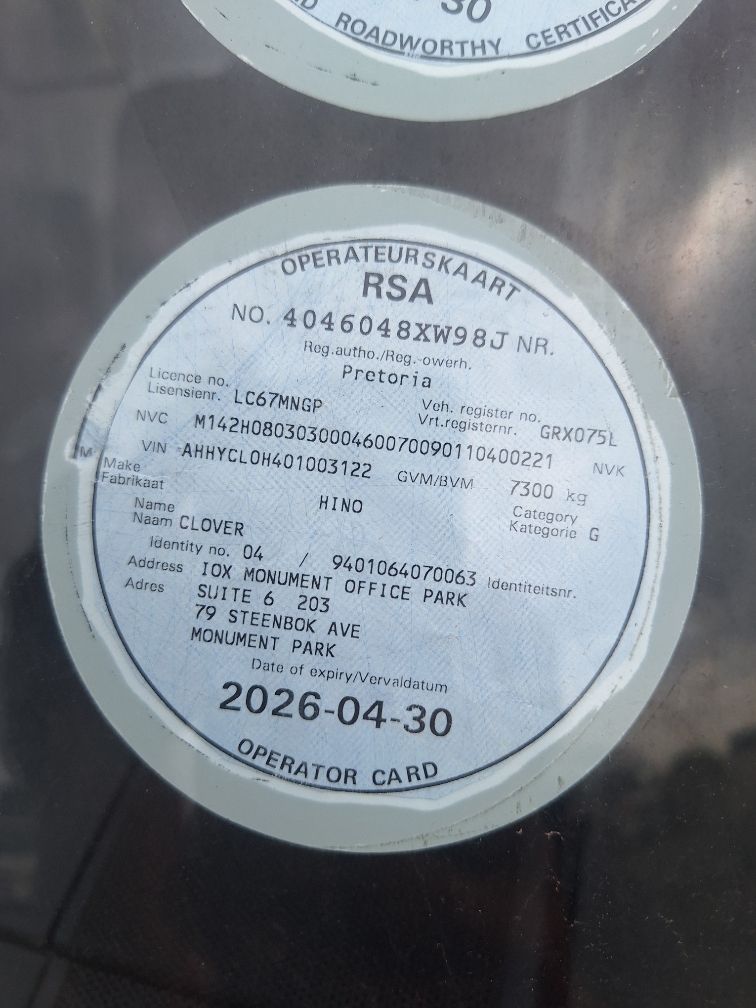 30
ROADWORTHY CERTIFICA
OPERATEURSKAART
RSA
NO. 4046048XW98J NR.
Reg.autho./Reg.-owerh.
Pretoria
Licence no. Veh. register no.
Lisensienr. LC67MNGP Vrt.registernr. GRX075L
NVC M142H080303000460070090110400221 NVK
VIN AHHYCL0H401003122 GVM/BVM 7300 kg
Make Category
Fabrikaat HINO Kategorie G
Name
Naam CLOVER
Identity no. 04 / 9401064070063 Identiteitsnr.
Address IOX MONUMENT OFFICE PARK
Adres SUITE 6 203
79 STEENBOK AVE
MONUMENT PARK
Date of expiry/Vervaldatum
2026-04-30
OPERATOR CARD